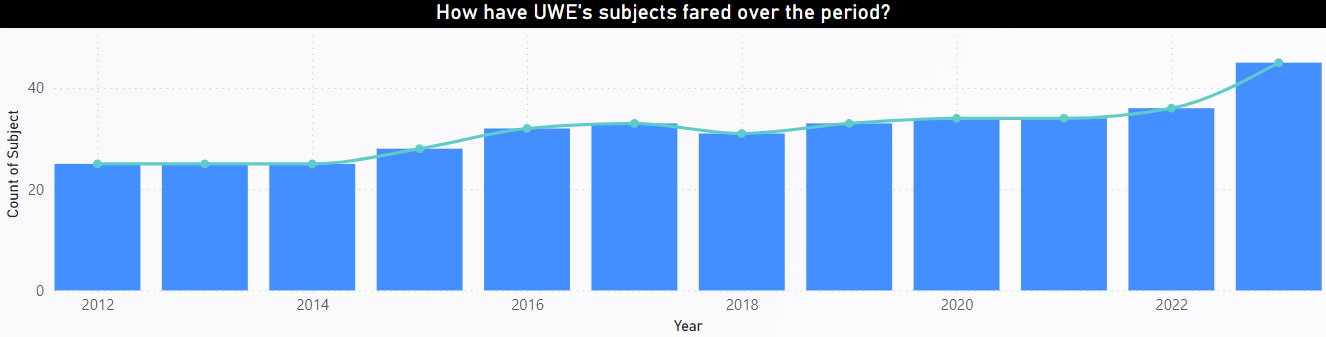 How have UWE's subjects fared over the period?
Count of Subject
40
20
0
2012 2014 2016 2018 2020 2022
Year